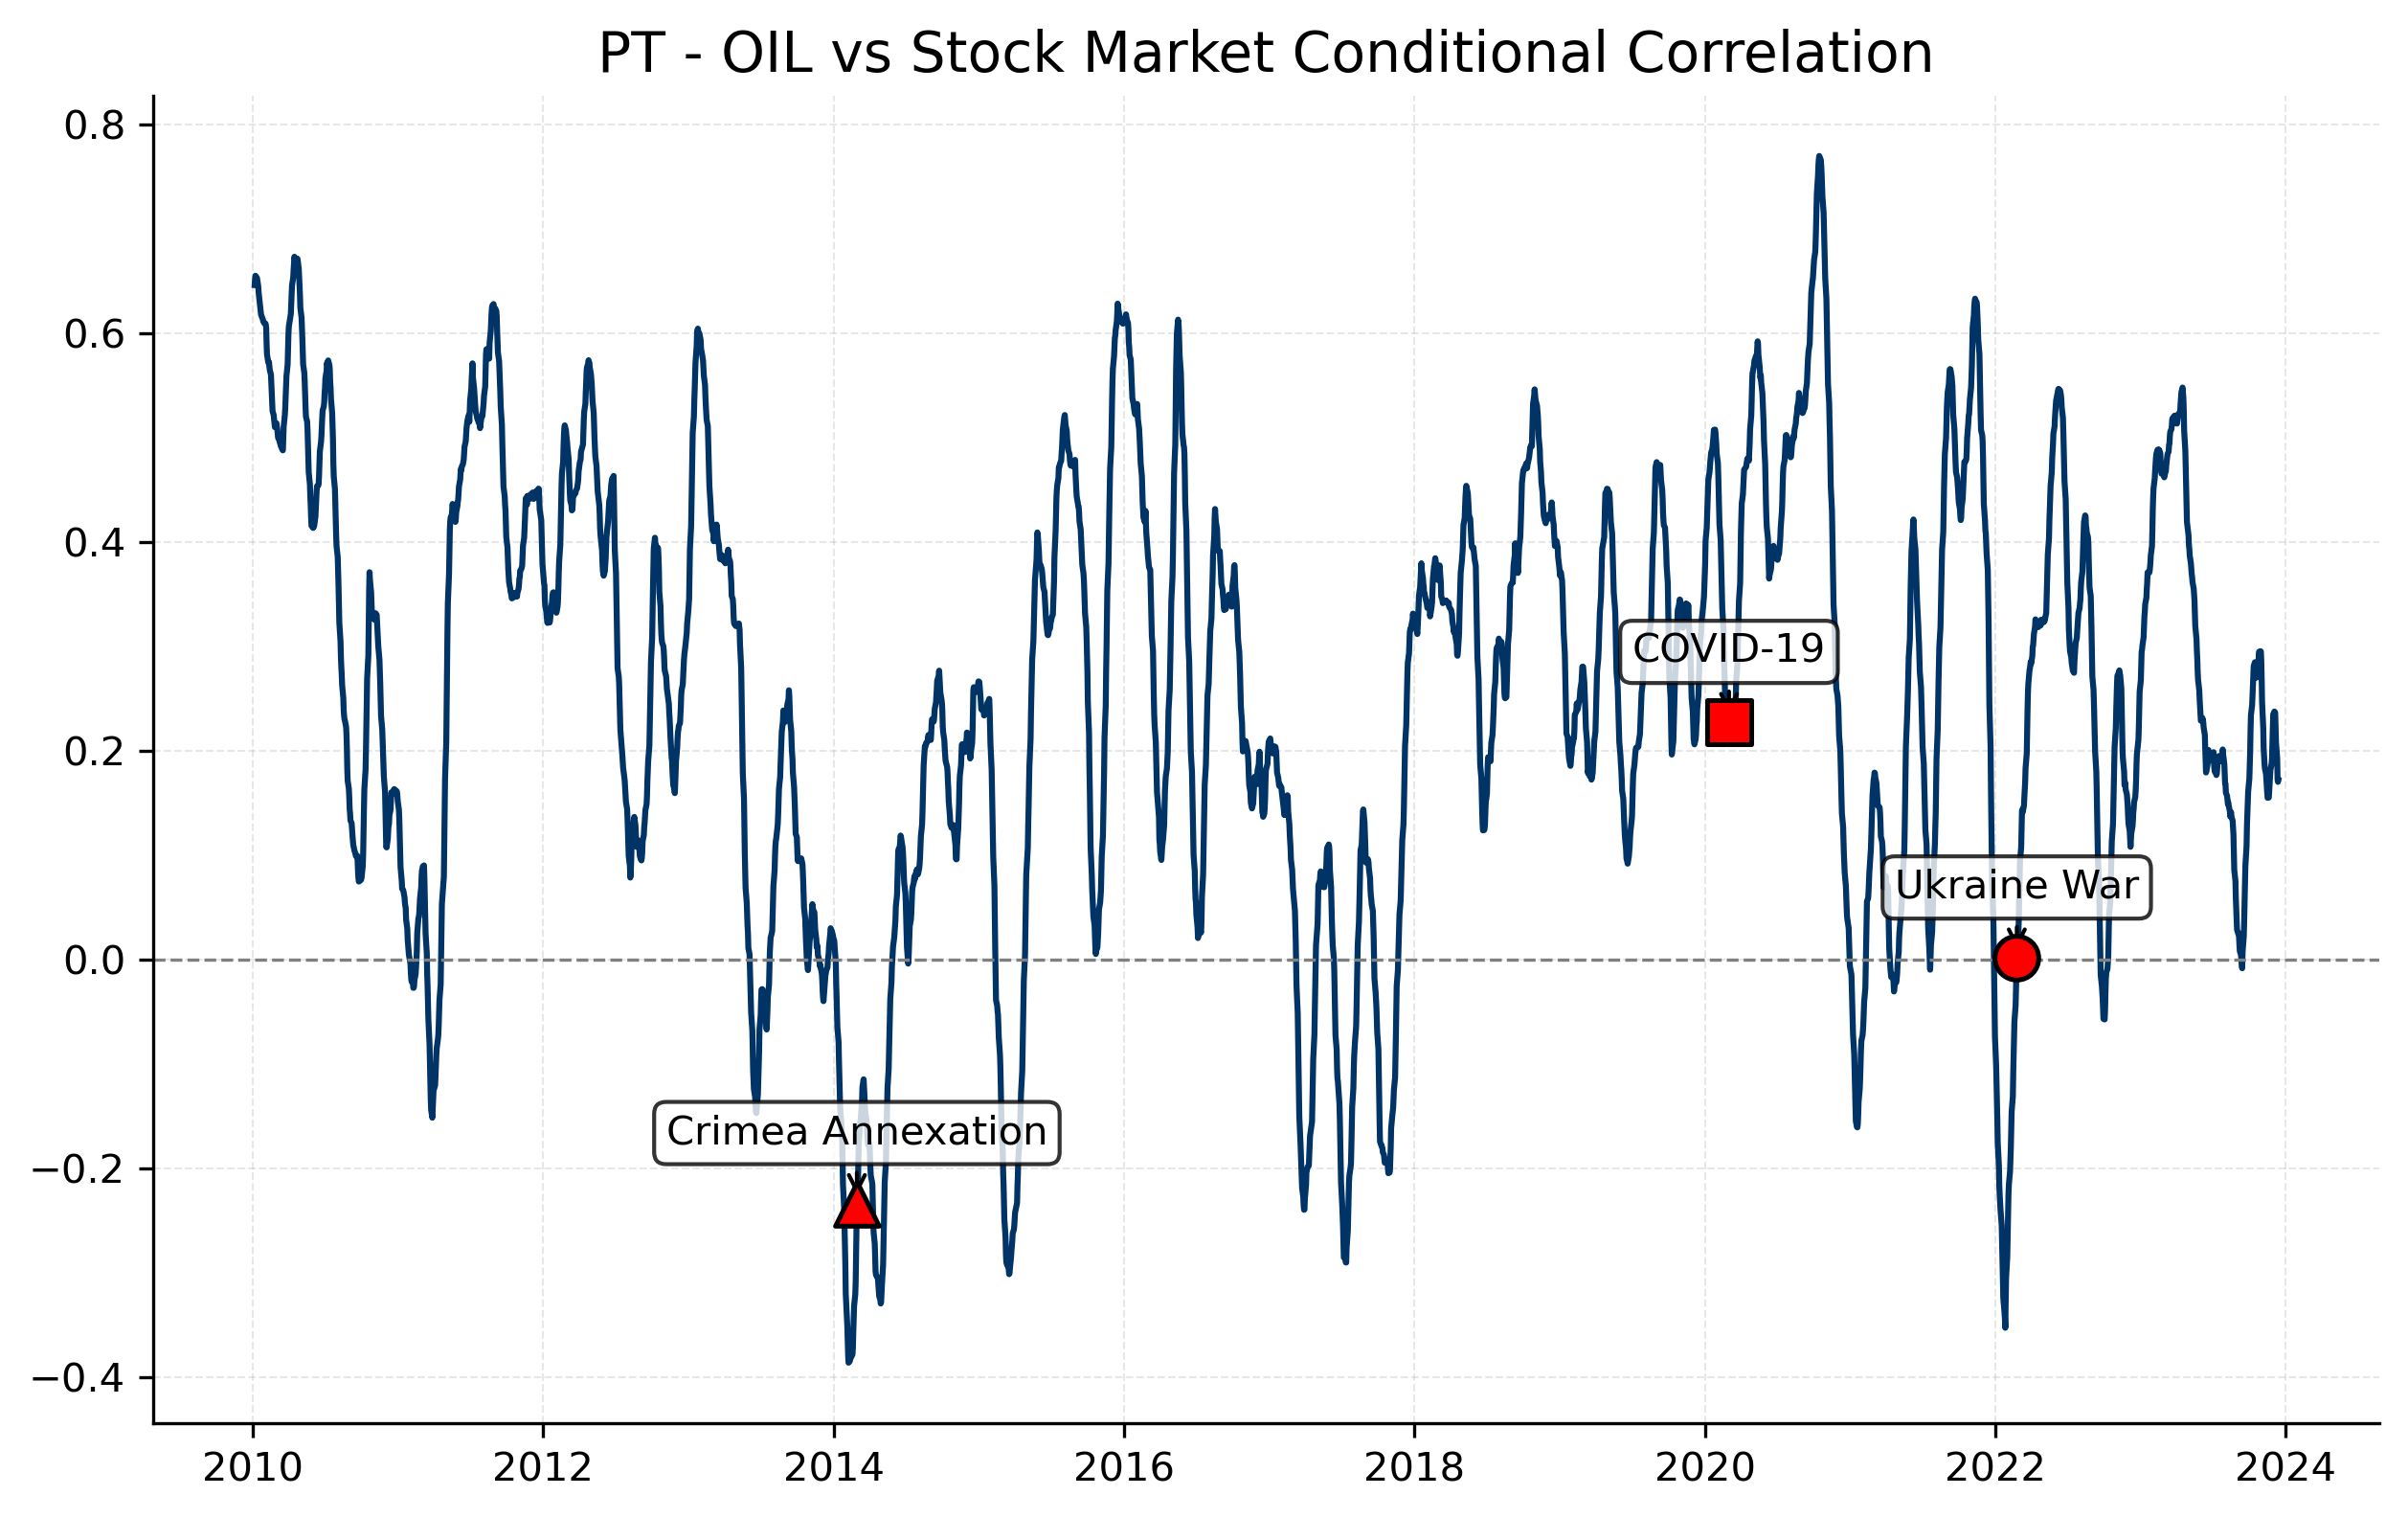 PT - OIL vs Stock Market Conditional Correlation
0.8
0.6
0.4
0.2
0.0
−0.2
−0.4
COVID-19
Ukraine War
Crimea Annexation
2010 2012 2014 2016 2018 2020 2022 2024